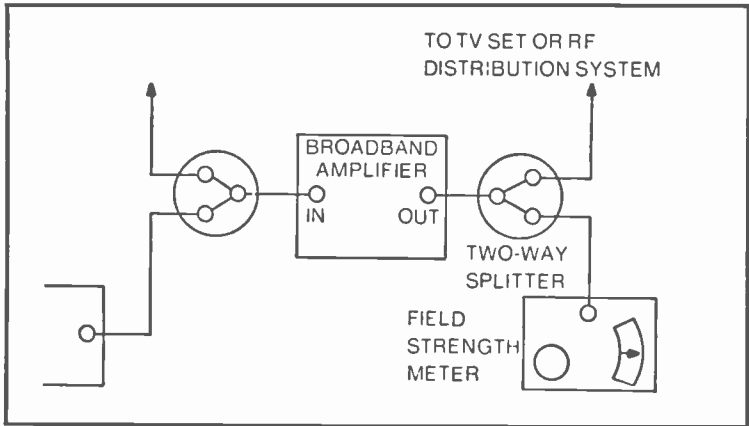 TO TV SET OR RF
DISTRIBUTION SYSTEM
BROADBAND
AMPLIFIER
IN
OUT
TWO-WAY
SPLITTER
FIELD
STRENGTH
METER